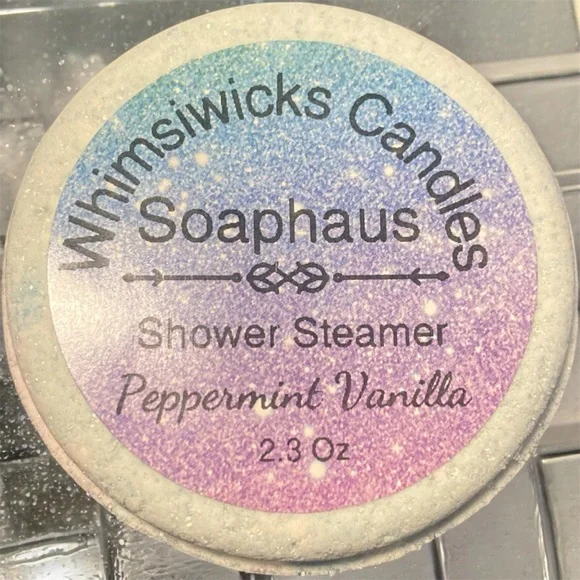 Whimsiwicks Candles
Soaphaus
Shower Steamer
Peppermint Vanilla
2.3 Oz